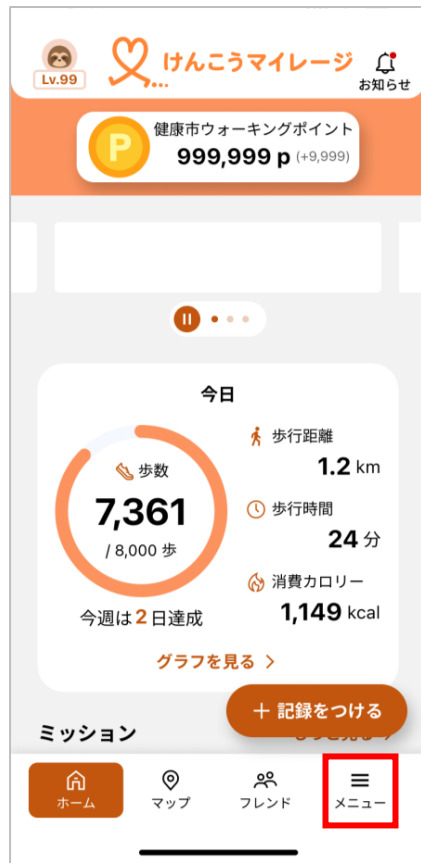 Lv.99
けんこうマイレージ
お知らせ
P
健康市ウォーキングポイント
999,999 p (+9,999)
今日
歩数
7,361
/ 8,000 歩
今週は2日達成
歩行距離
1.2 km
歩行時間
24 分
消費カロリー
1,149 kcal
グラフを見る >
+ 記録をつける
ミッション
ホーム
マップ
フレンド
メニュー